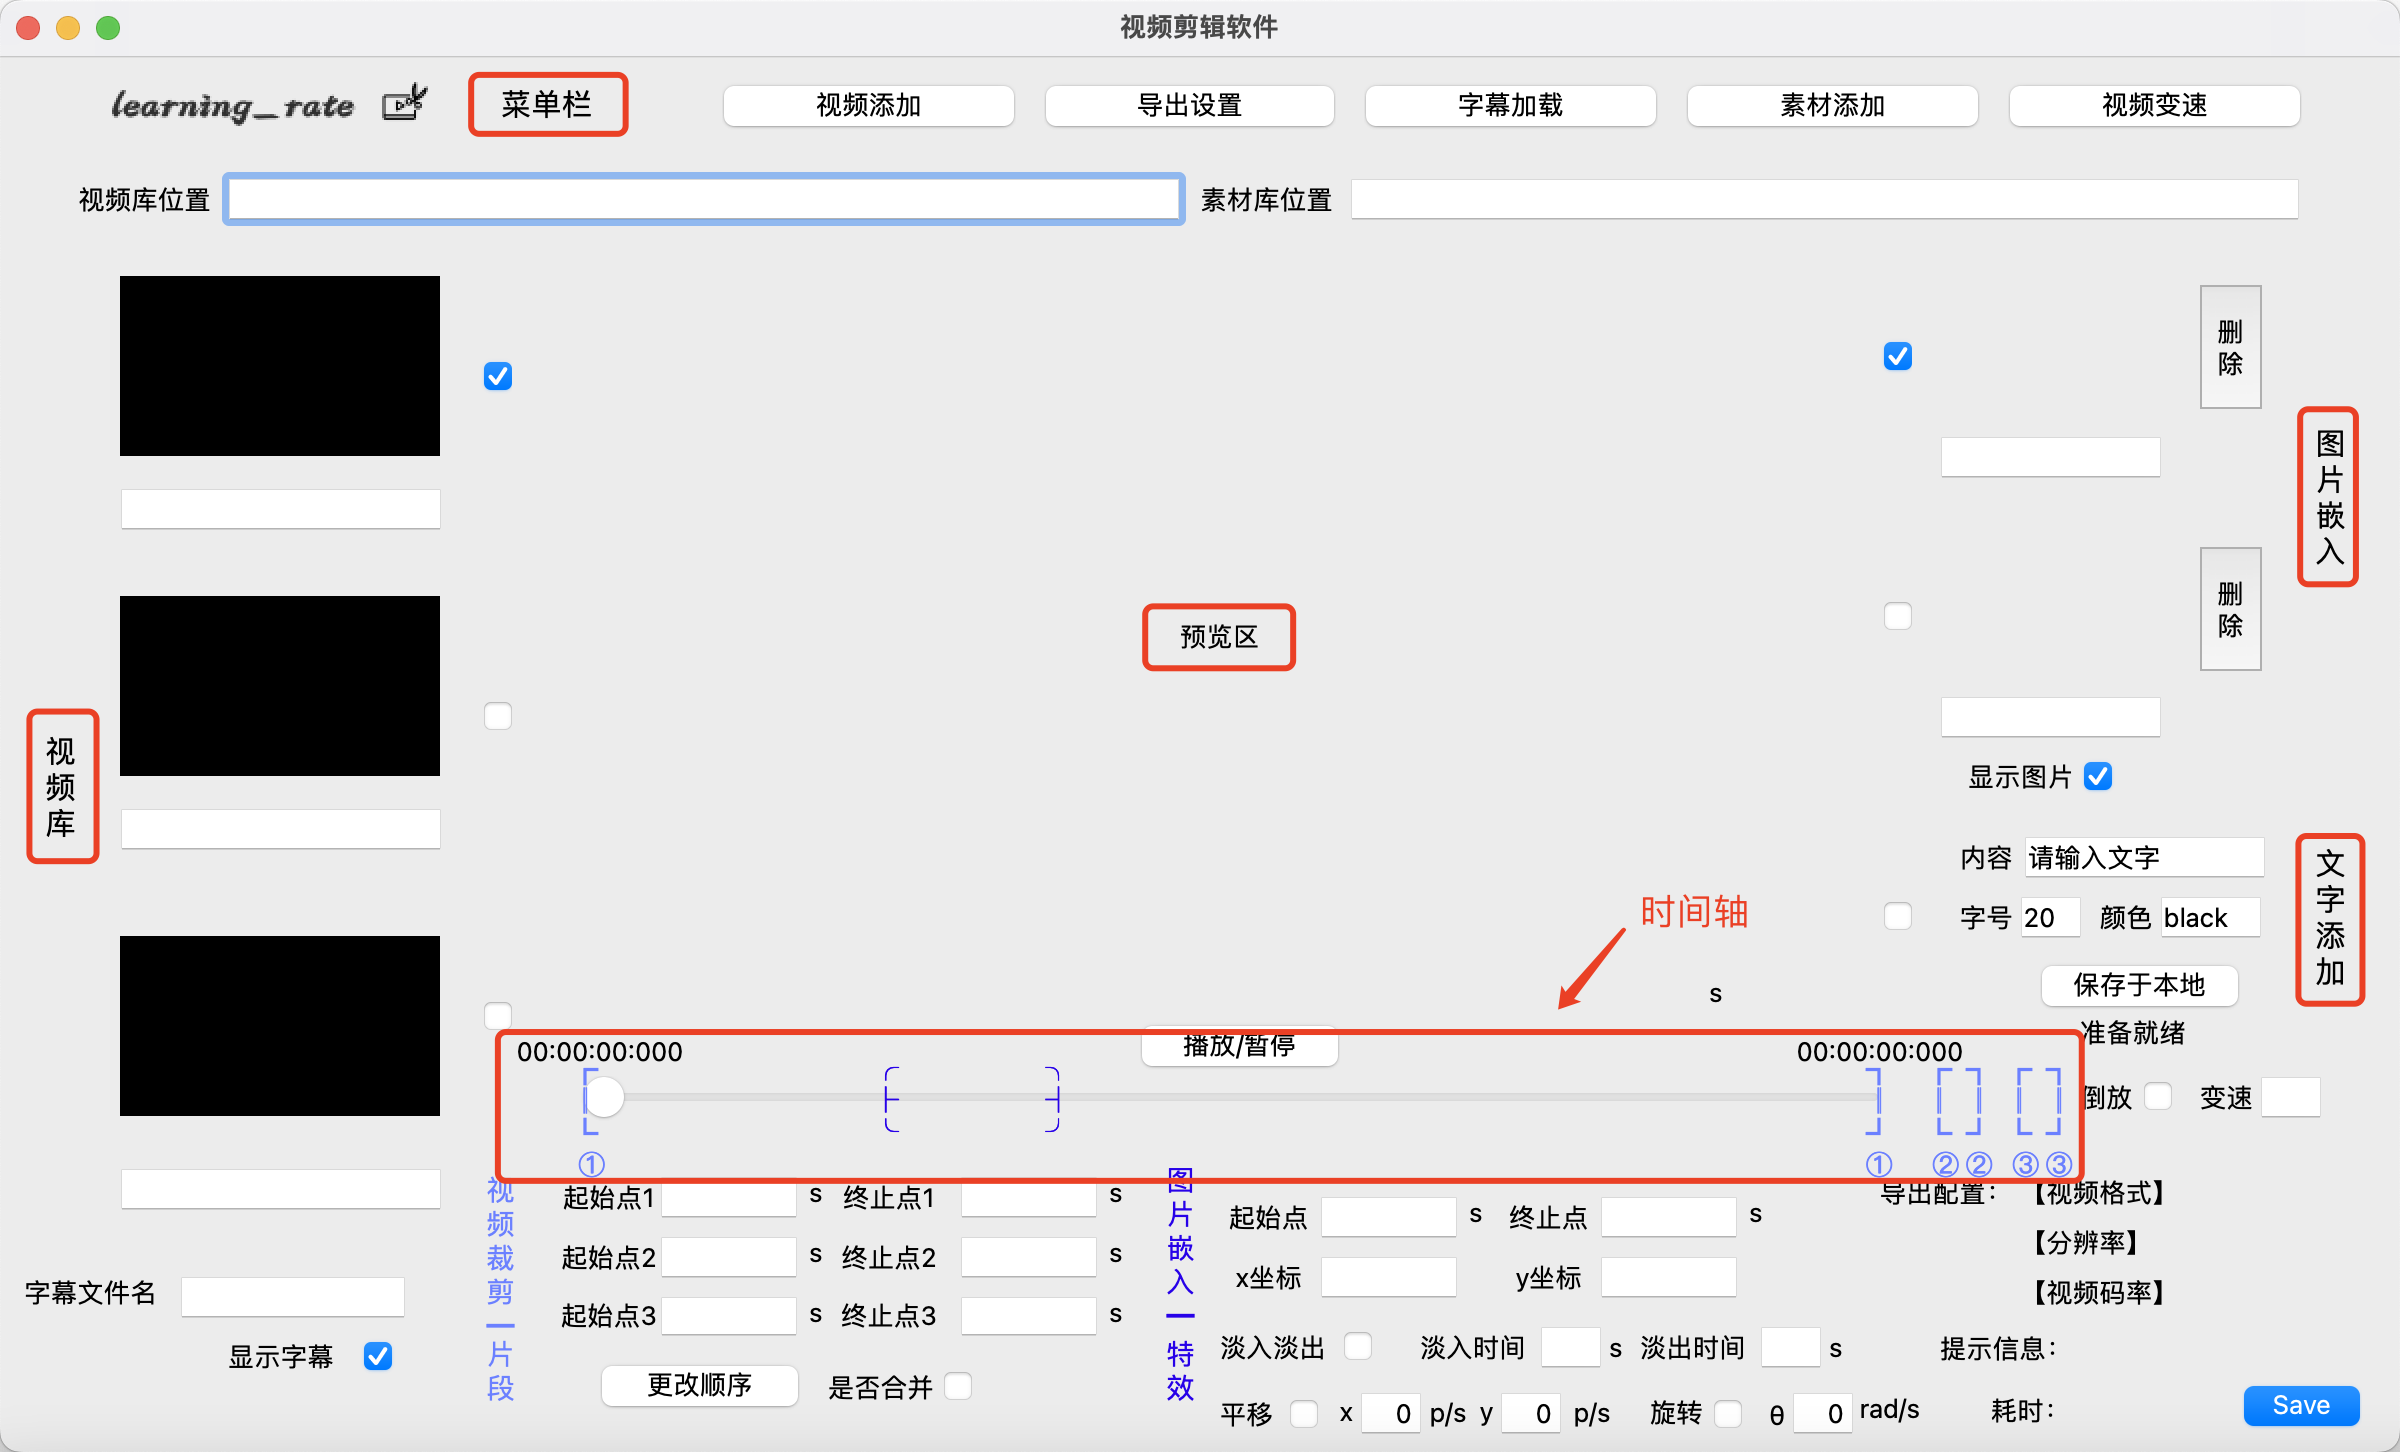 视频剪辑软件
learning_rate
菜单栏
视频添加
导出设置
字幕加载
素材添加
视频变速
视频库位置
素材库位置
删除
图片嵌入
删除
预览区
视频库
显示图片
内容 请输入文字
文字添加
字号 20 颜色 black
时间轴
保存于本地
s
准备就绪
00:00:00:000
播放/暂停
00:00:00:000
倒放 变速
① ① ② ② ③ ③
视频裁剪—片段
起始点1 s 终止点1 s
起始点2 s 终止点2 s
起始点3 s 终止点3 s
更改顺序 是否合并
图片嵌入—特效
起始点 s 终止点 s
x坐标 y坐标
淡入淡出 淡入时间 s 淡出时间 s
平移 x 0 p/s y 0 p/s 旋转 θ 0 rad/s
导出配置: 【视频格式】
【分辨率】
【视频码率】
提示信息:
耗时:
Save
字幕文件名
显示字幕